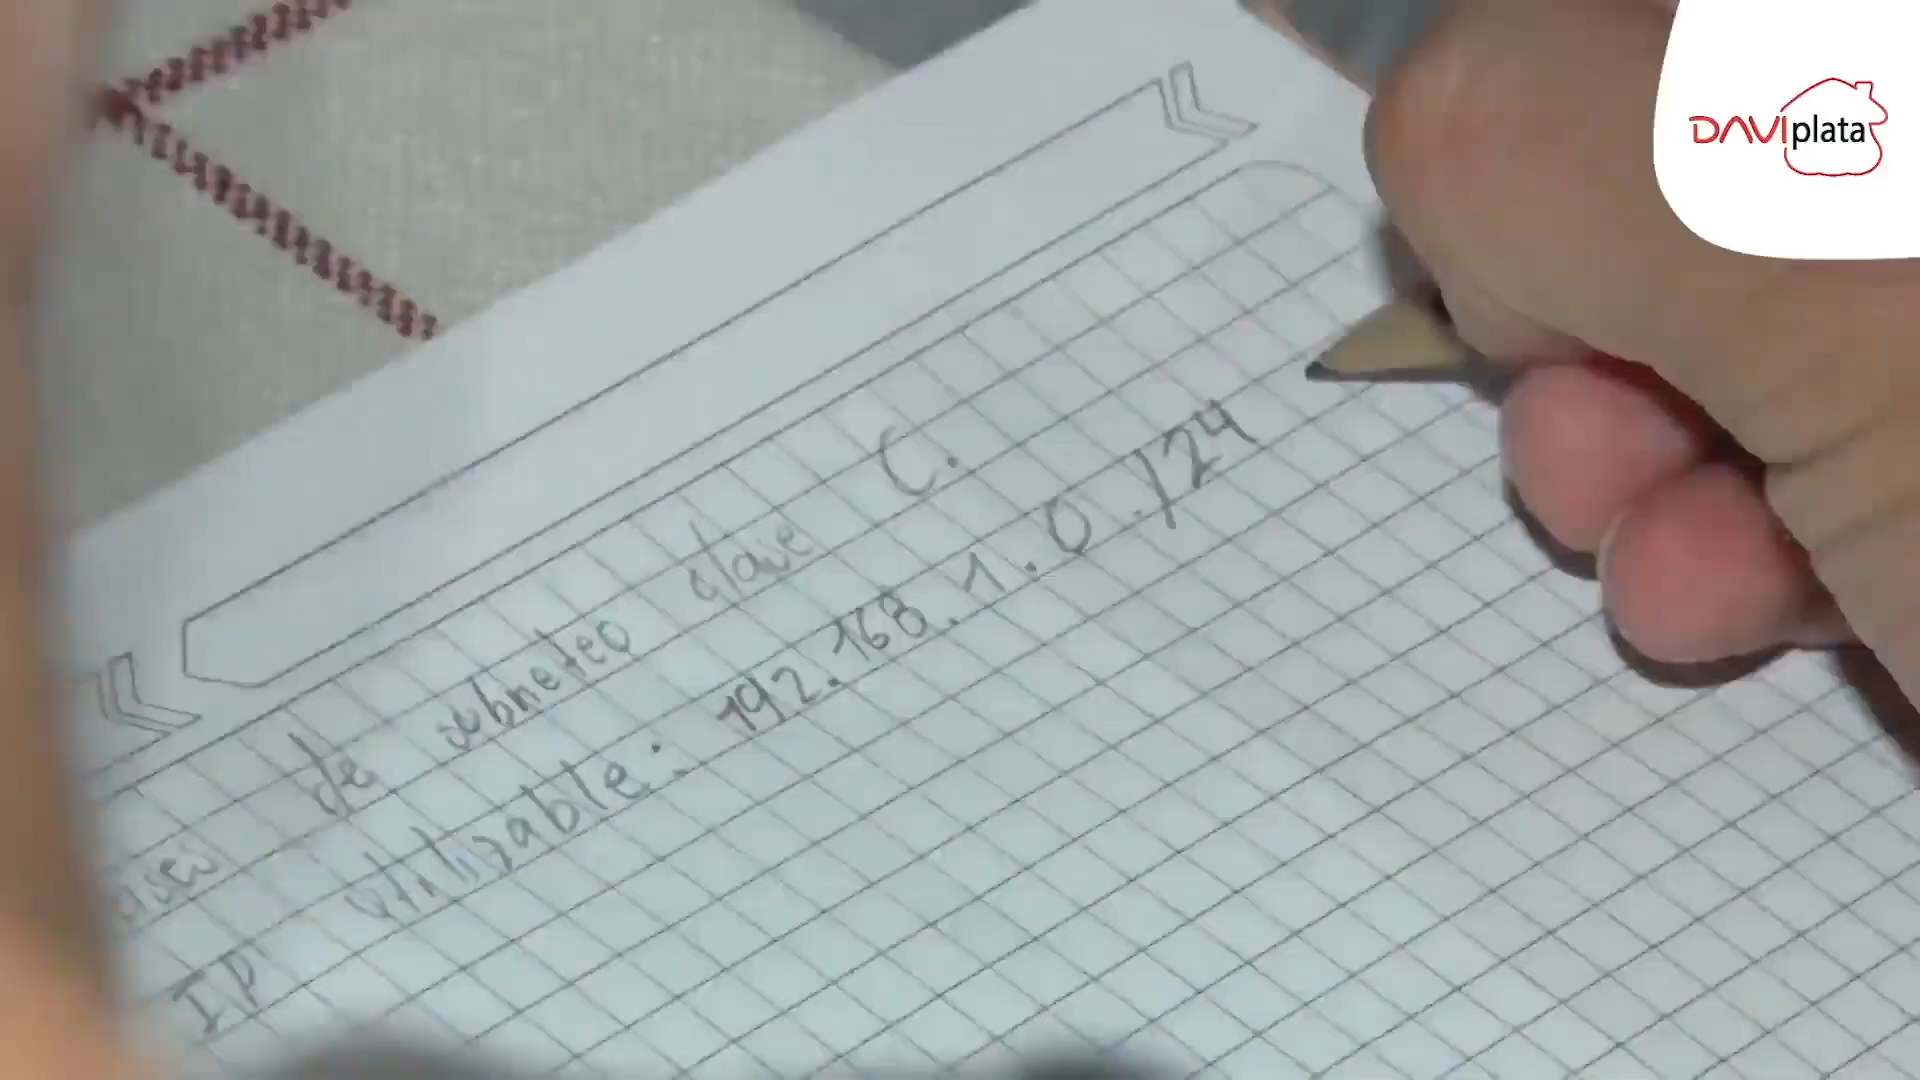 de subneteo clase C.
IP utilizable: 192.168.1.0./24
DAVIplata